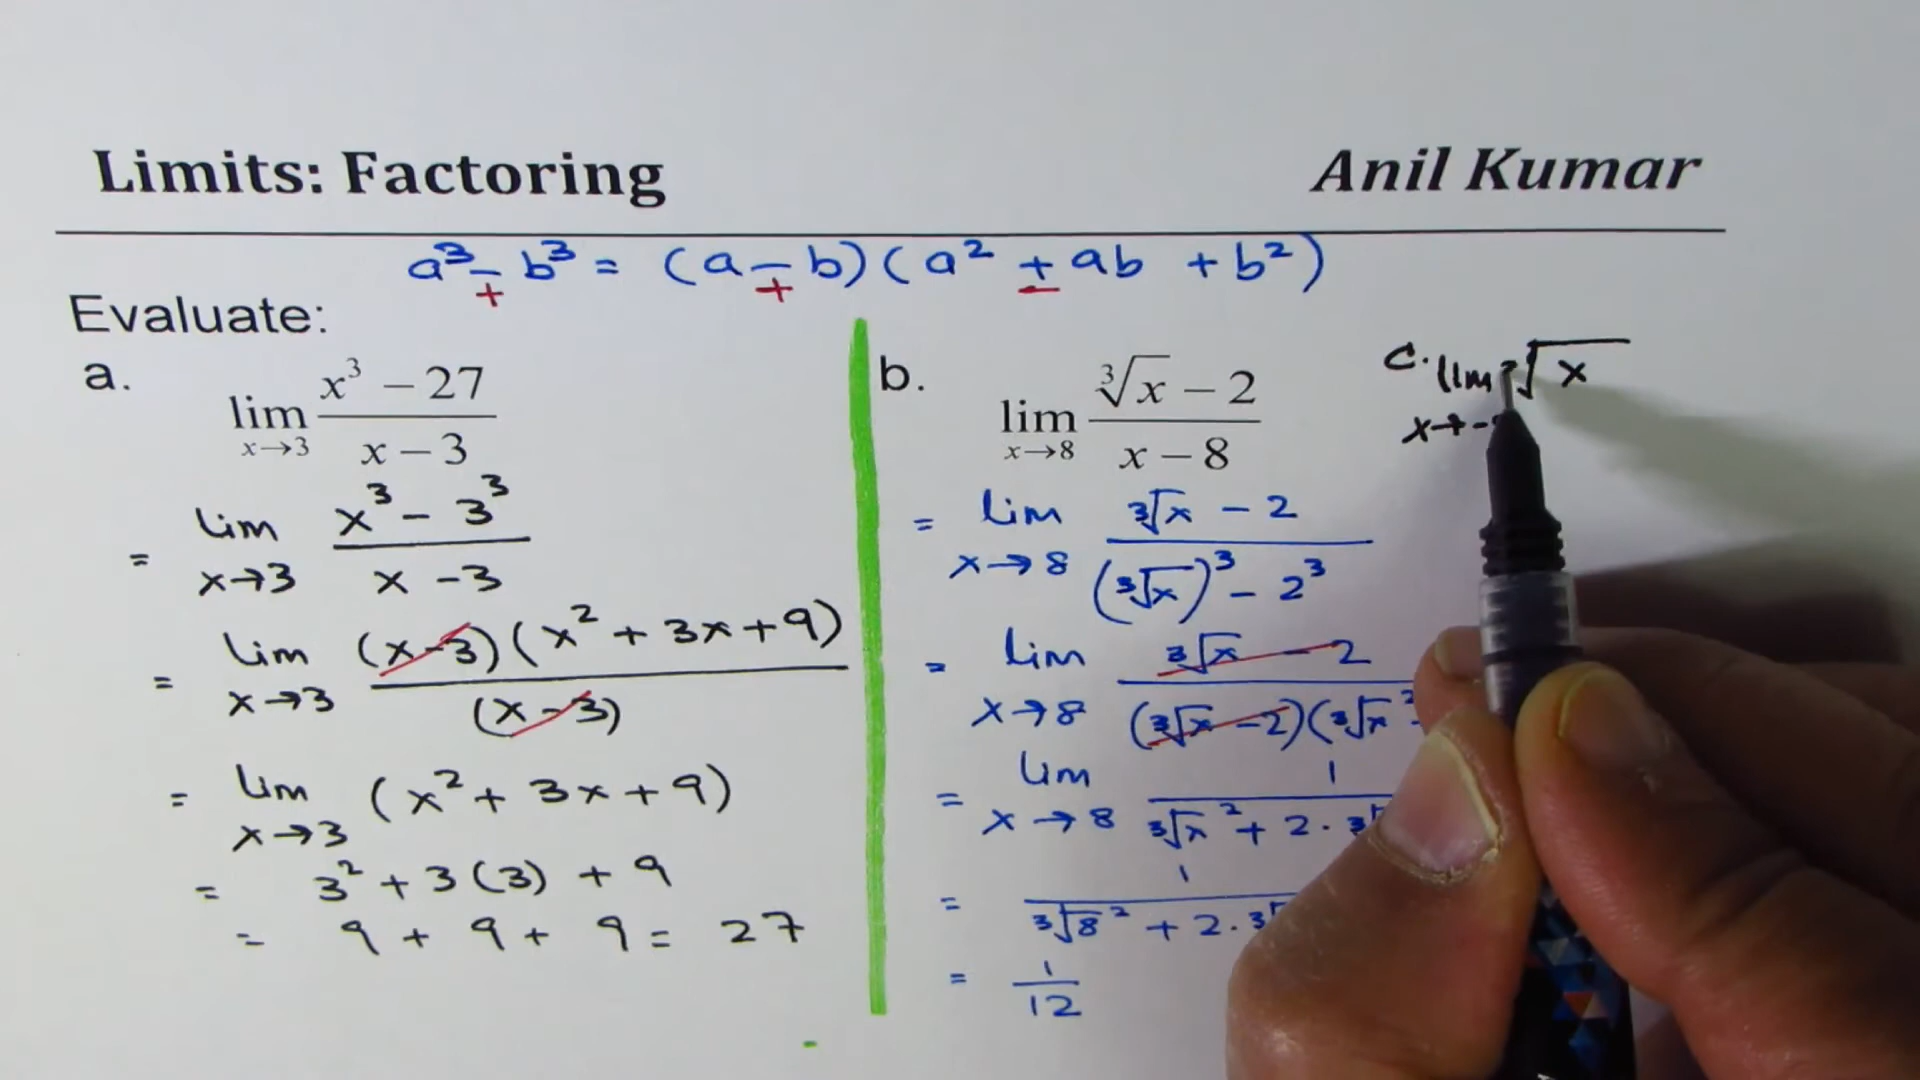 Limits: Factoring Anil Kumar
a³ - b³ = (a - b)(a² + ab + b²)
+ + -
Evaluate:
a. lim x→3 (x³ - 27)/(x - 3)
= lim x→3 (x³ - 3³)/(x - 3)
= lim x→3 (x-3)(x² + 3x + 9)/(x-3)
= lim x→3 (x² + 3x + 9)
= 3² + 3(3) + 9
= 9 + 9 + 9 = 27
b. lim x→8 (∛x - 2)/(x - 8)
= lim x→8 (∛x - 2)/((∛x)³ - 2³)
= lim x→8 (∛x - 2)/(∛x - 2)(∛x²
= lim x→8 1/∛x² + 2.
= 1/∛8² + 2.
= 1/12
c. lim √x
x→-